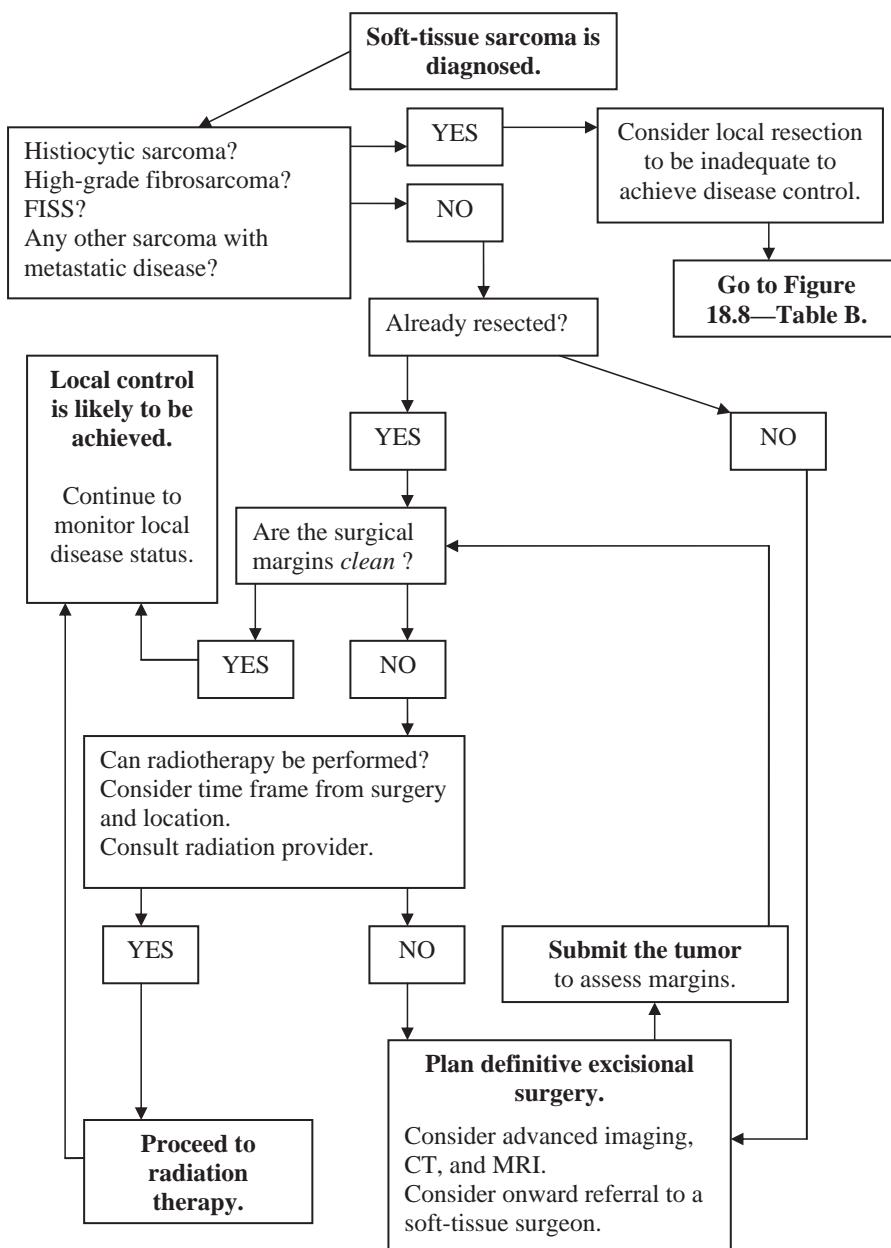 Soft-tissue sarcoma is
diagnosed.
Histiocytic sarcoma?
High-grade fibrosarcoma?
FISS?
Any other sarcoma with
metastatic disease?
YES
NO
Consider local resection
to be inadequate to
achieve disease control.
Go to Figure
18.8—Table B.
Already resected?
YES
NO
Local control
is likely to be
achieved.
Continue to
monitor local
disease status.
Are the surgical
margins clean ?
YES
NO
Can radiotherapy be performed?
Consider time frame from surgery
and location.
Consult radiation provider.
YES
NO
Submit the tumor
to assess margins.
Proceed to
radiation
therapy.
Plan definitive excisional
surgery.
Consider advanced imaging,
CT, and MRI.
Consider onward referral to a
soft-tissue surgeon.